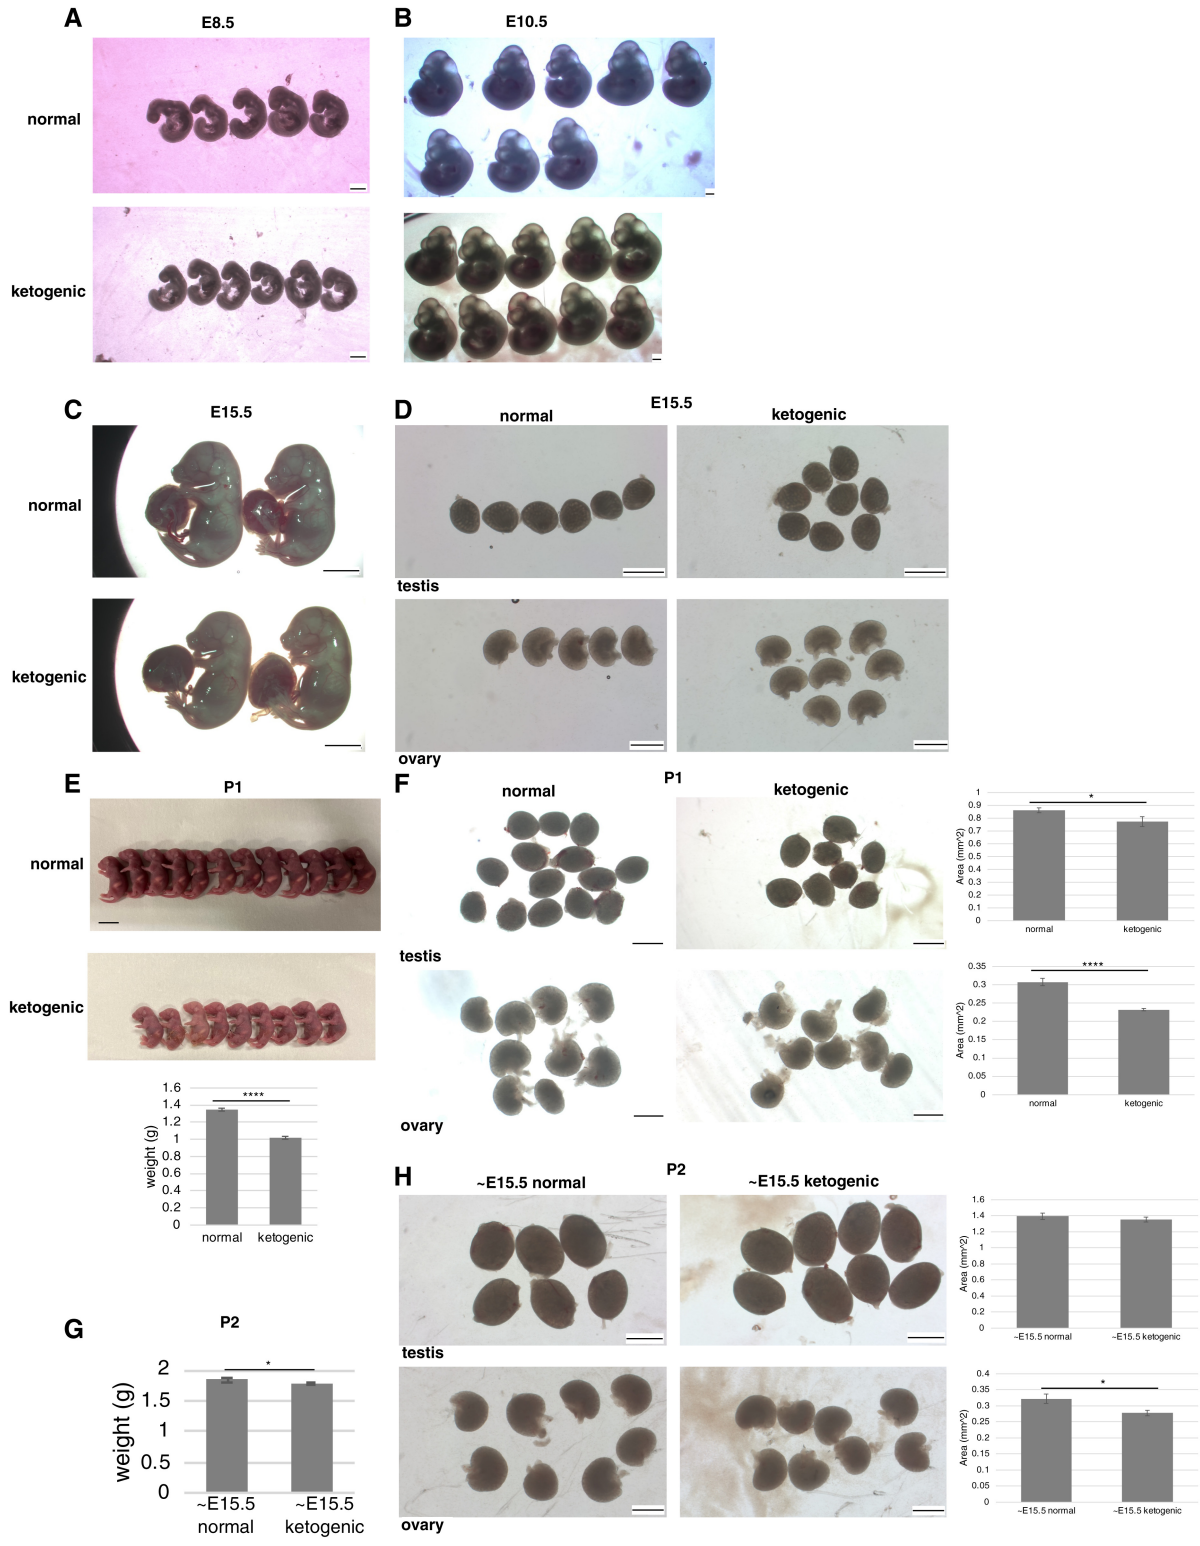 A
E8.5
B
E10.5
normal
ketogenic
C
E15.5
normal
ketogenic
D
E15.5
normal
ketogenic
testis
ovary
E
P1
normal
ketogenic
1.6
1.4
1.2
1
0.8
0.6
0.4
0.2
0
weight (g)
****
normal
ketogenic
F
P1
normal
ketogenic
testis
ovary
1
0.9
0.8
0.7
0.6
0.5
0.4
0.3
0.2
0.1
0
Area (mm^2)
*
normal
ketogenic
0.35
0.3
0.25
0.2
0.15
0.1
0.05
0
Area (mm^2)
****
normal
ketogenic
G
P2
2
1.5
1
0.5
0
weight (g)
*
~E15.5
normal
~E15.5
ketogenic
H
P2
~E15.5 normal
~E15.5 ketogenic
testis
ovary
1.6
1.4
1.2
1
0.8
0.6
0.4
0.2
0
Area (mm^2)
~E15.5 normal
~E15.5 ketogenic
0.4
0.35
0.3
0.25
0.2
0.15
0.1
0.05
0
Area (mm^2)
*
~E15.5 normal
~E15.5 ketogenic